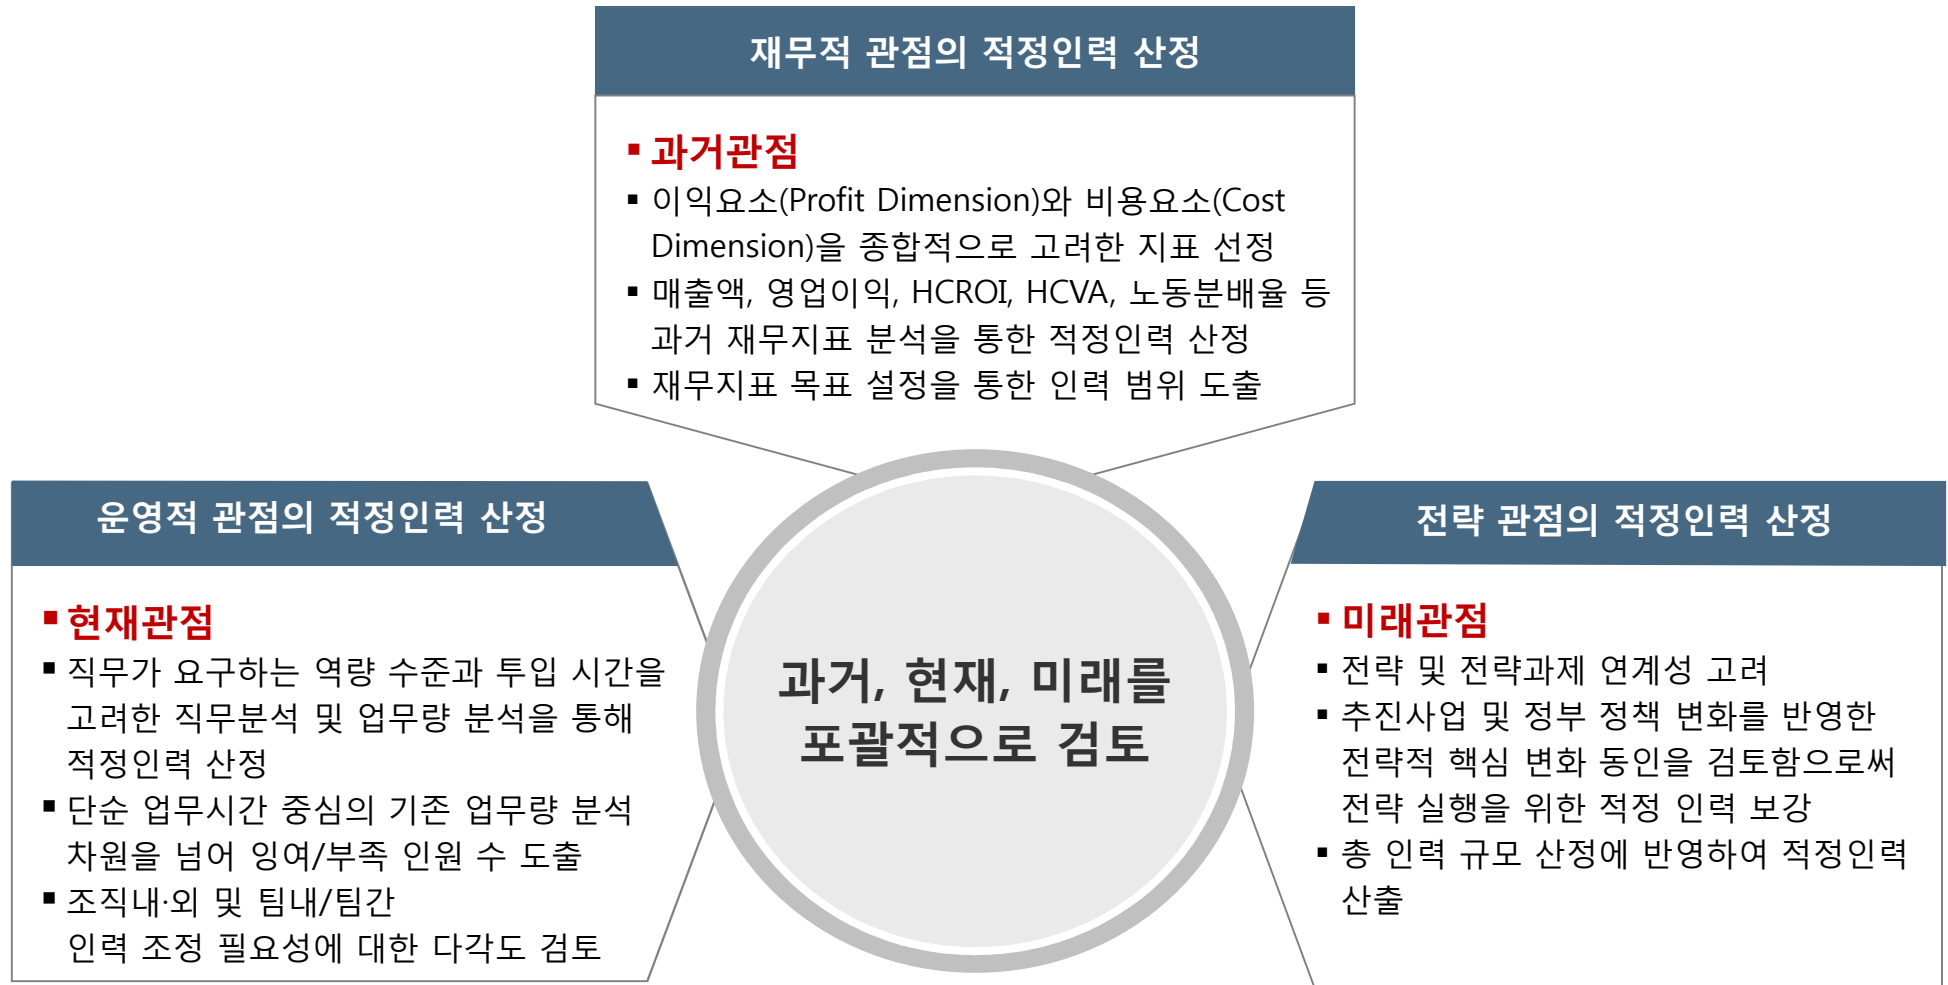 재무적 관점의 적정인력 산정
▪ 과거관점
▪ 이익요소(Profit Dimension)와 비용요소(Cost
Dimension)을 종합적으로 고려한 지표 선정
▪ 매출액, 영업이익, HCROI, HCVA, 노동분배율 등
과거 재무지표 분석을 통한 적정인력 산정
▪ 재무지표 목표 설정을 통한 인력 범위 도출
운영적 관점의 적정인력 산정
▪ 현재관점
▪ 직무가 요구하는 역량 수준과 투입 시간을
고려한 직무분석 및 업무량 분석을 통해
적정인력 산정
▪ 단순 업무시간 중심의 기존 업무량 분석
차원을 넘어 잉여/부족 인원 수 도출
▪ 조직내·외 및 팀내/팀간
인력 조정 필요성에 대한 다각도 검토
과거, 현재, 미래를
포괄적으로 검토
전략 관점의 적정인력 산정
▪ 미래관점
▪ 전략 및 전략과제 연계성 고려
▪ 추진사업 및 정부 정책 변화를 반영한
전략적 핵심 변화 동인을 검토함으로써
전략 실행을 위한 적정 인력 보강
▪ 총 인력 규모 산정에 반영하여 적정인력
산출